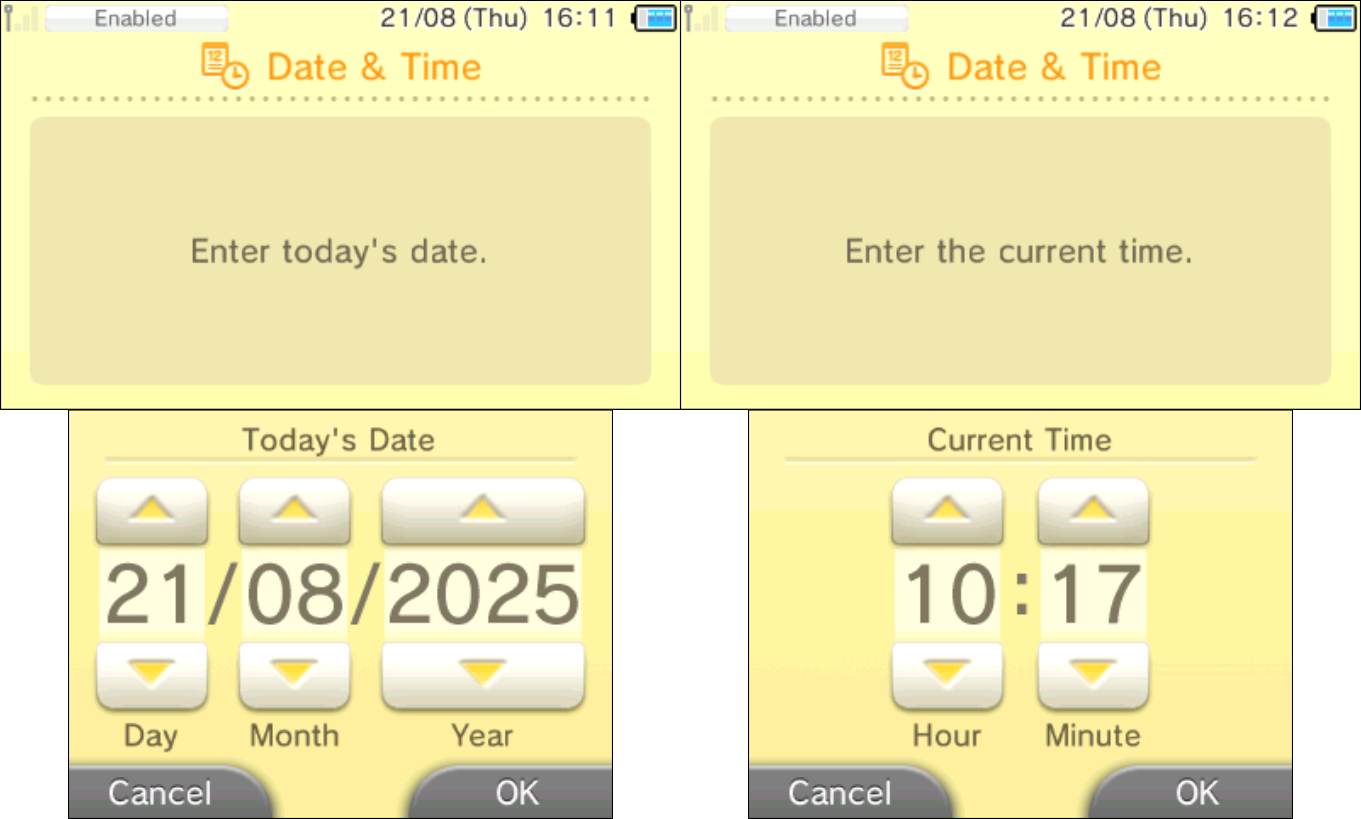 Enabled 21/08 (Thu) 16:11
12
Date & Time
Enter today's date.
Today's Date
21/08/2025
Day Month Year
Cancel OK
Enabled 21/08 (Thu) 16:12
12
Date & Time
Enter the current time.
Current Time
10:17
Hour Minute
Cancel OK